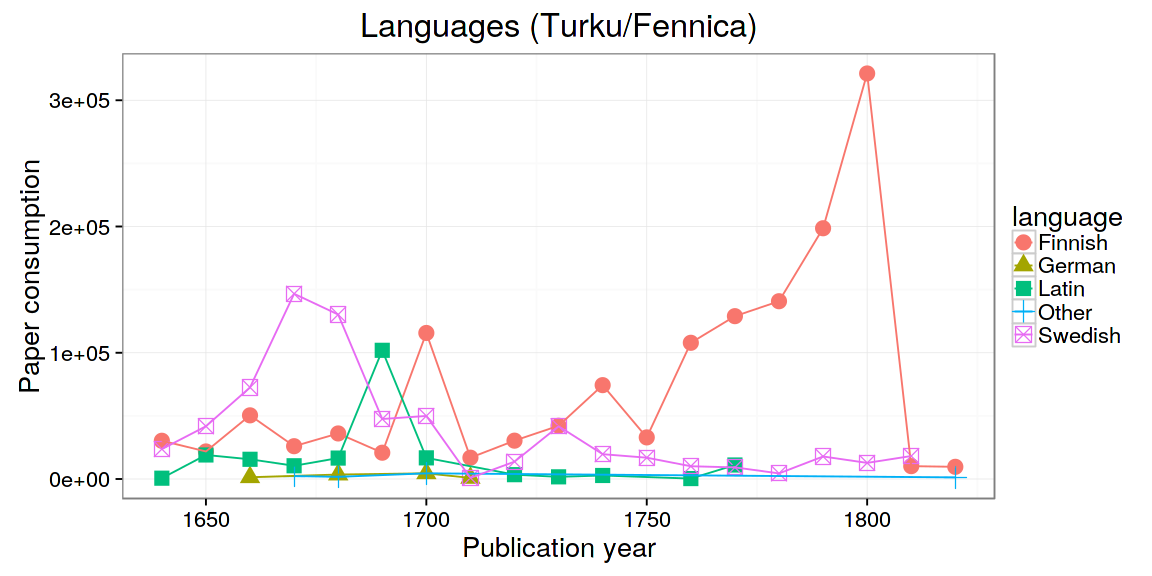 Languages (Turku/Fennica)
Paper consumption
3e+05
2e+05
1e+05
0e+00
1650 1700 1750 1800
Publication year
language
Finnish
German
Latin
Other
Swedish